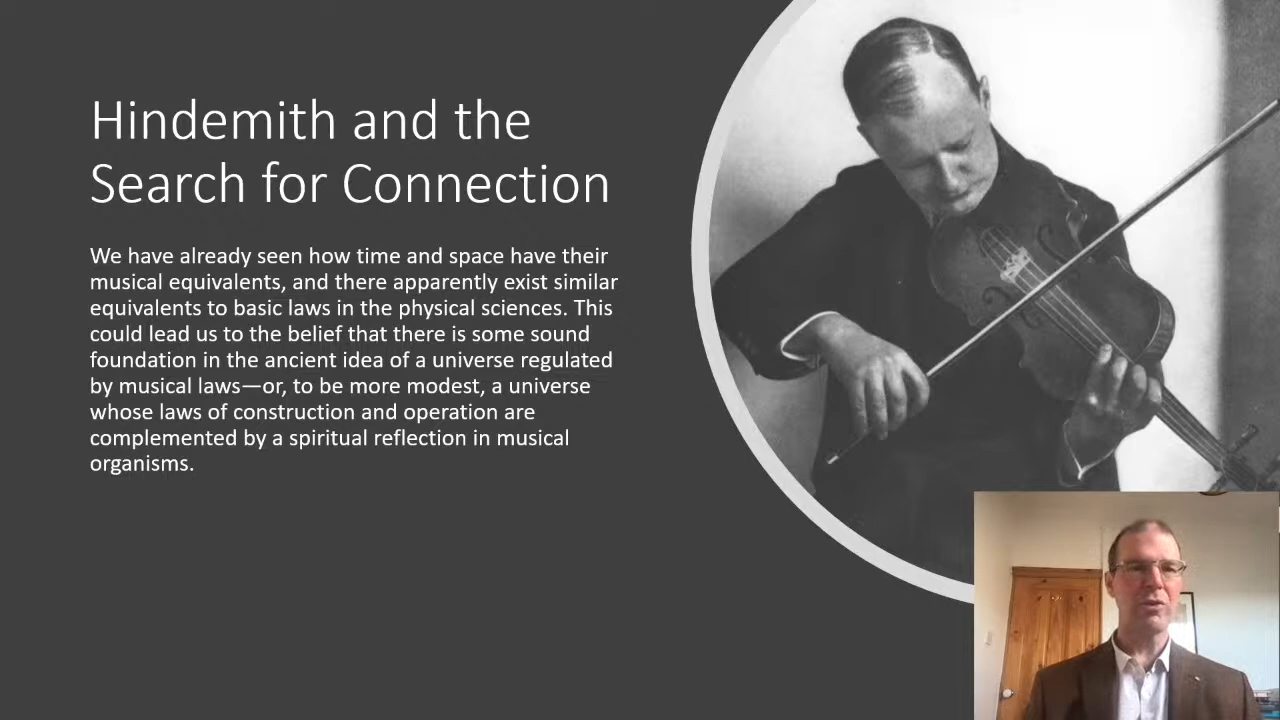 Hindemith and the
Search for Connection
We have already seen how time and space have their
musical equivalents, and there apparently exist similar
equivalents to basic laws in the physical sciences. This
could lead us to the belief that there is some sound
foundation in the ancient idea of a universe regulated
by musical laws—or, to be more modest, a universe
whose laws of construction and operation are
complemented by a spiritual reflection in musical
organisms.